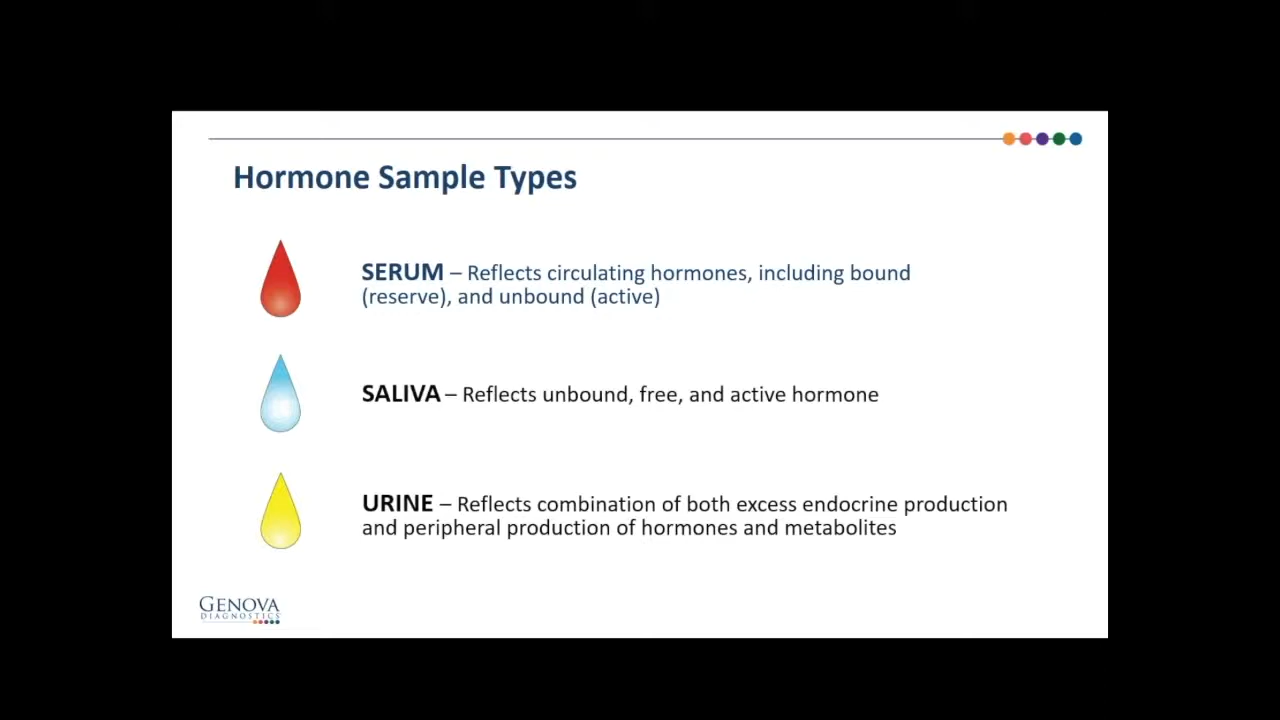 Hormone Sample Types
SERUM – Reflects circulating hormones, including bound
(reserve), and unbound (active)
SALIVA – Reflects unbound, free, and active hormone
URINE – Reflects combination of both excess endocrine production
and peripheral production of hormones and metabolites
GENOVA
DIAGNOSTICS